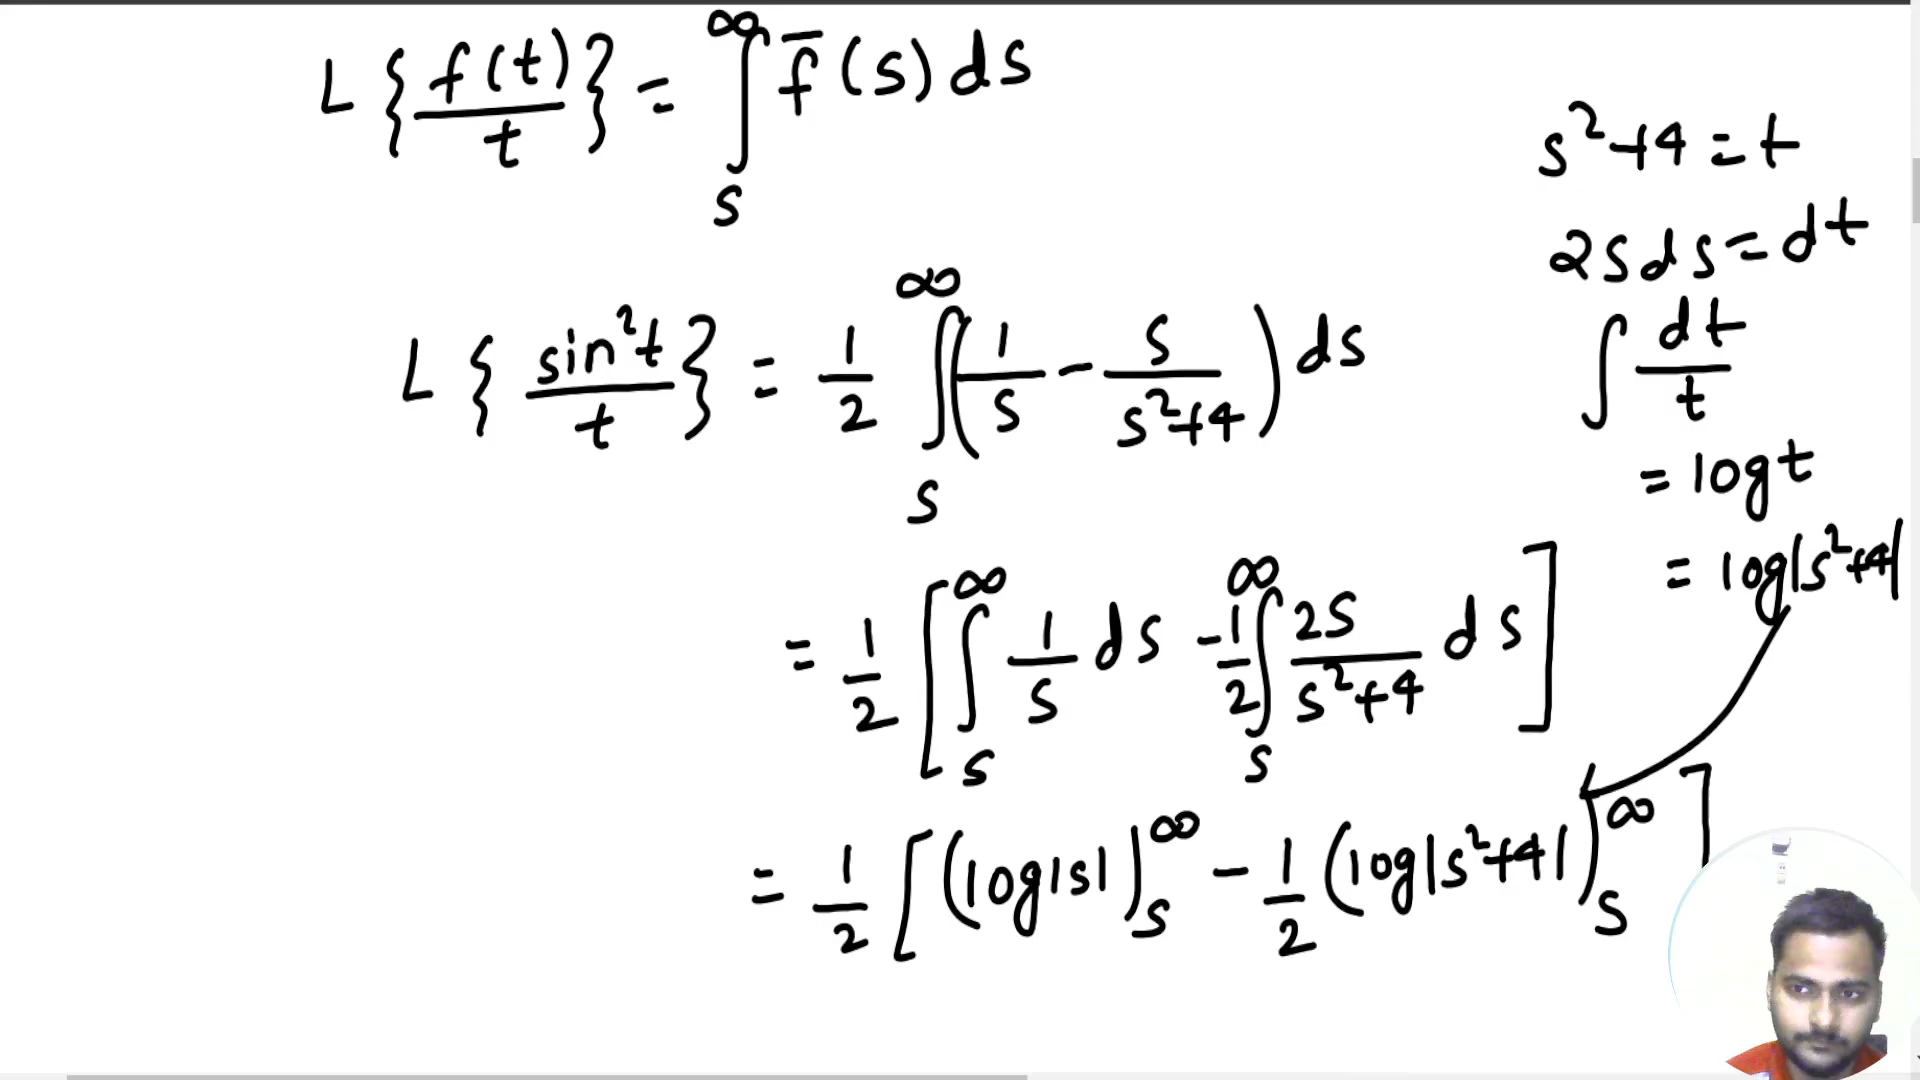 L { f(t) / t } = ∫_s^∞ f̄(s) ds
s² + 4 = t
2s ds = dt
∫ dt / t
= log t
= log|s²+4|
L { sin²t / t } = 1/2 ∫_s^∞ ( 1/s − s/(s²+4) ) ds
= 1/2 [ ∫_s^∞ 1/s ds − 1/2 ∫_s^∞ 2s/(s²+4) ds ]
= 1/2 [ (log|s|)_s^∞ − 1/2 (log|s²+4|)_s^∞ ]